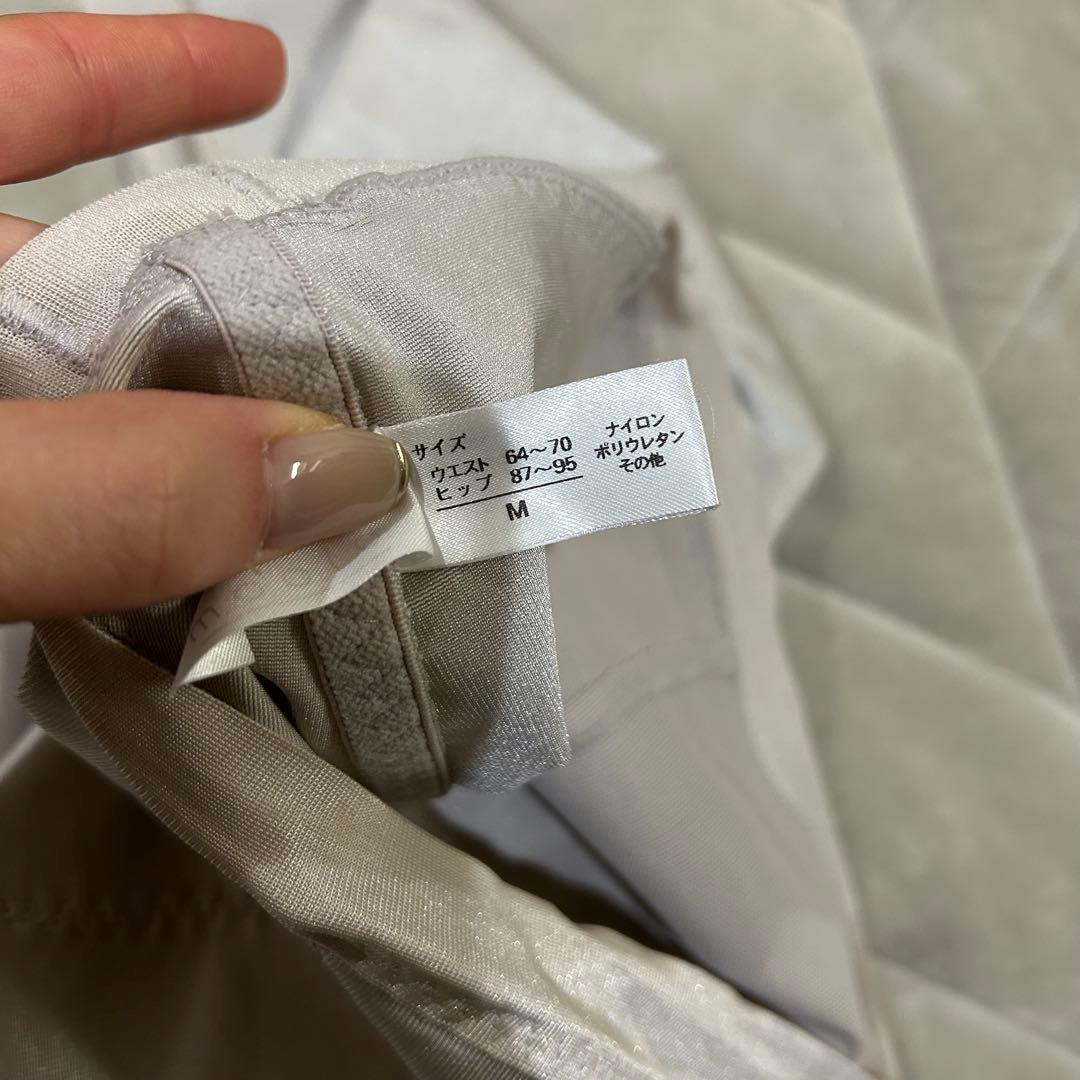 サイズ
ウエスト 64～70
ヒップ 87～95
M
ナイロン
ポリウレタン
その他